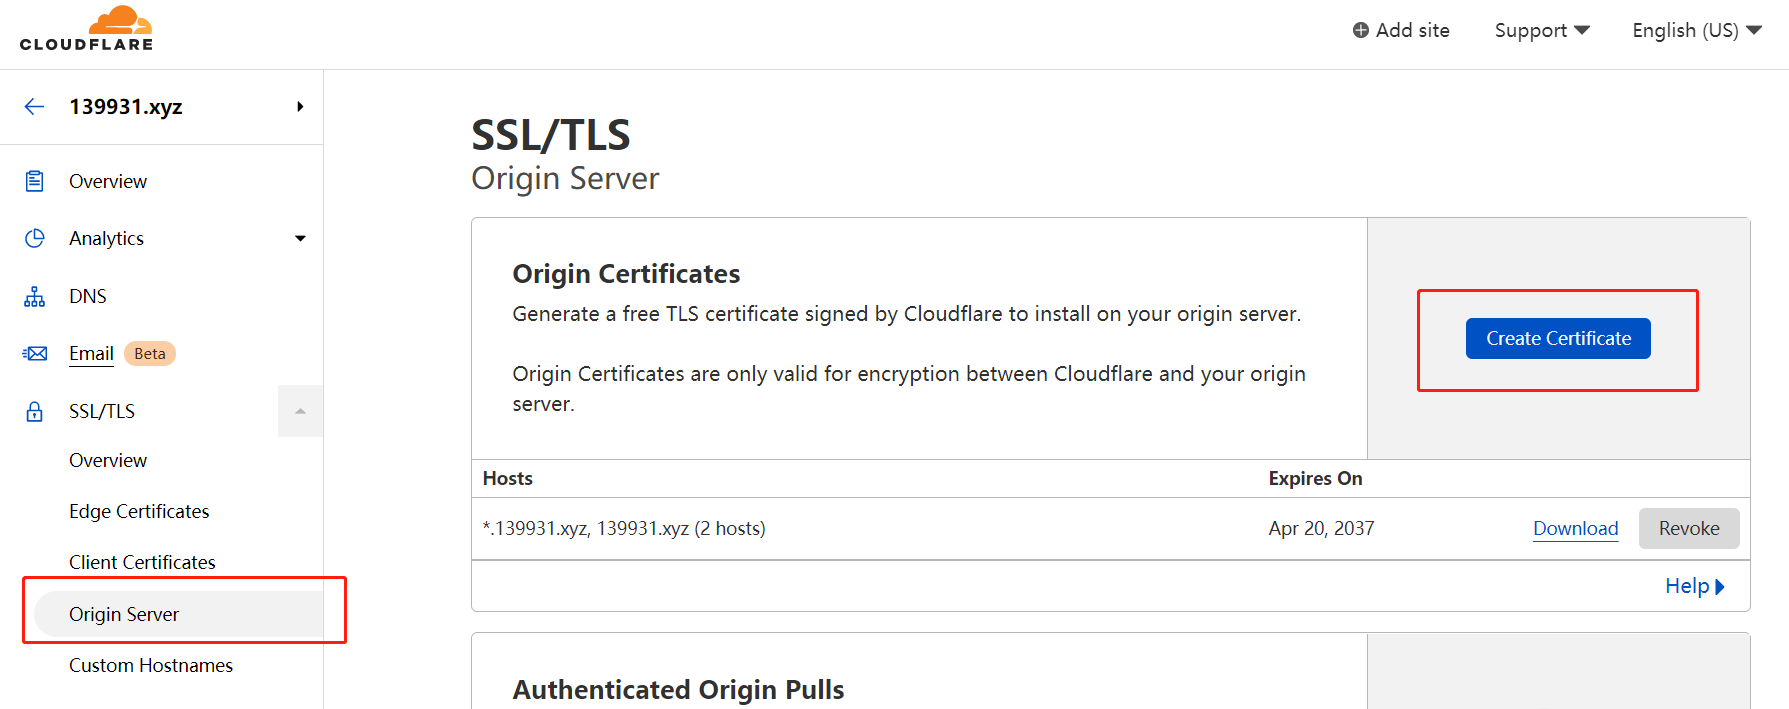 CLOUDFLARE
Add site
Support
English (US)
139931.xyz
Overview
Analytics
DNS
Email Beta
SSL/TLS
Overview
Edge Certificates
Client Certificates
Origin Server
Custom Hostnames
SSL/TLS
Origin Server
Origin Certificates
Generate a free TLS certificate signed by Cloudflare to install on your origin server.
Origin Certificates are only valid for encryption between Cloudflare and your origin
server.
Create Certificate
Hosts Expires On
*.139931.xyz, 139931.xyz (2 hosts) Apr 20, 2037 Download Revoke
Help
Authenticated Origin Pulls